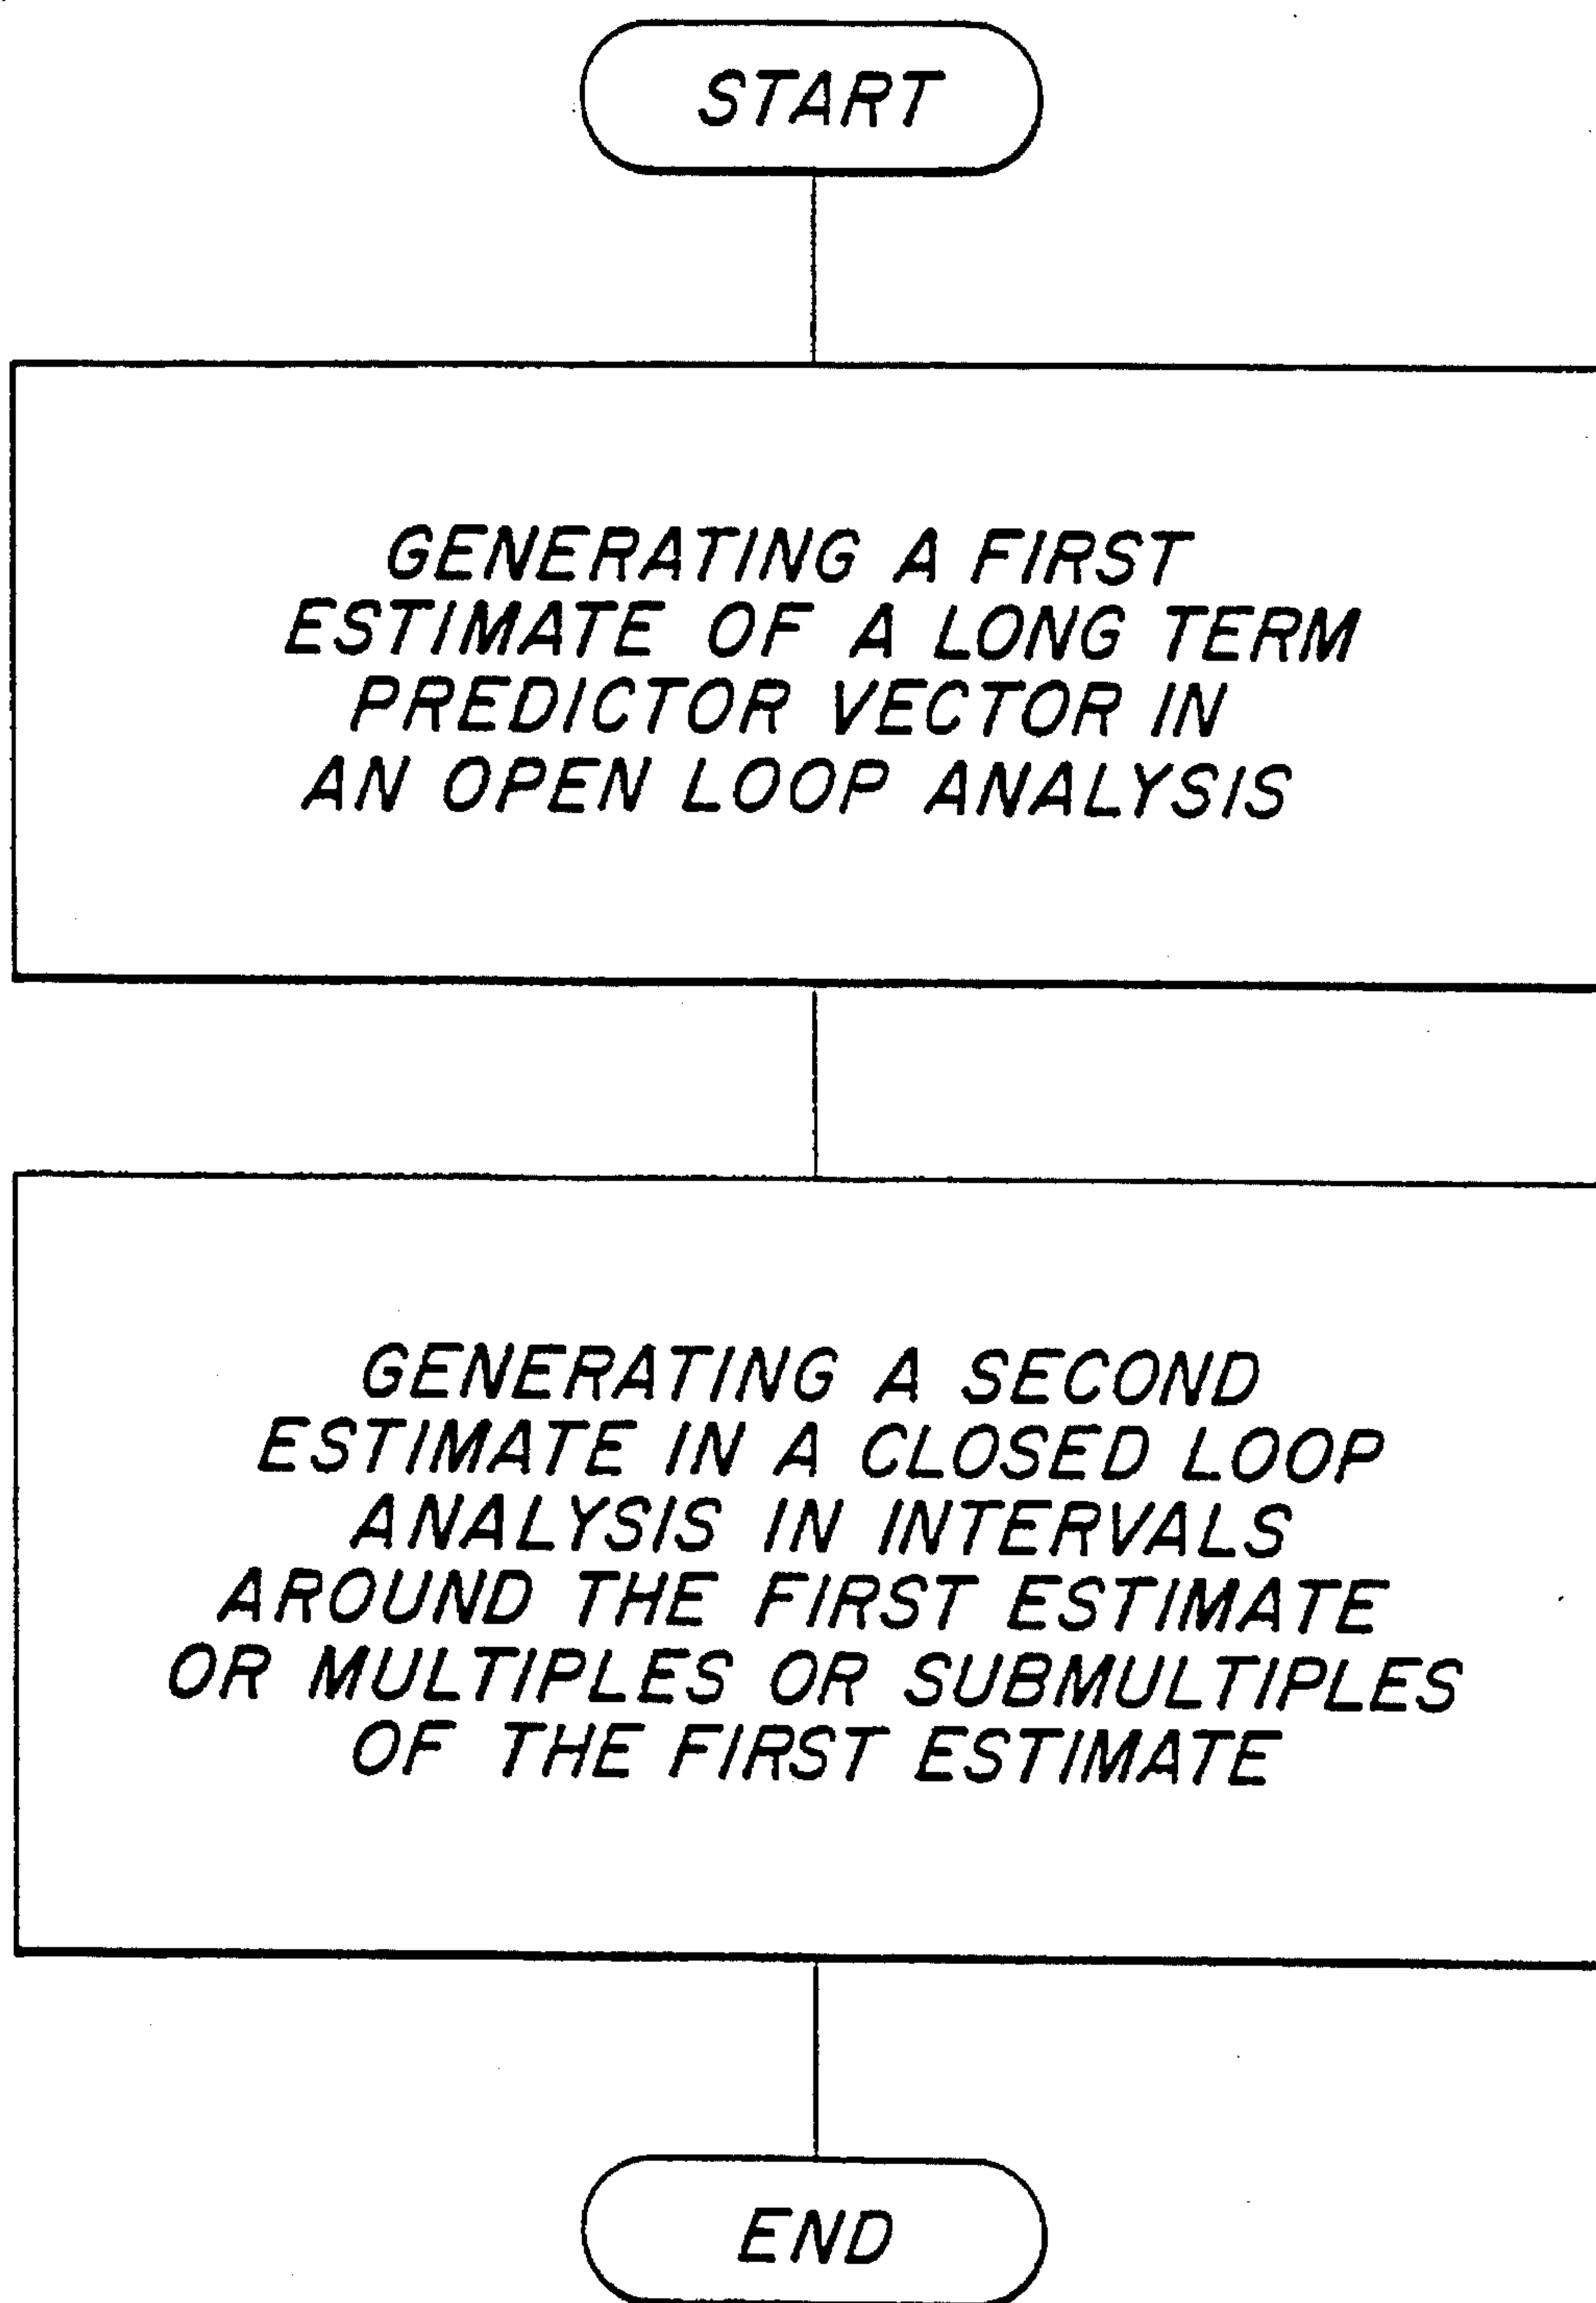 START
GENERATING A FIRST
ESTIMATE OF A LONG TERM
PREDICTOR VECTOR IN
AN OPEN LOOP ANALYSIS
GENERATING A SECOND
ESTIMATE IN A CLOSED LOOP
ANALYSIS IN INTERVALS
AROUND THE FIRST ESTIMATE
OR MULTIPLES OR SUBMULTIPLES
OF THE FIRST ESTIMATE
END